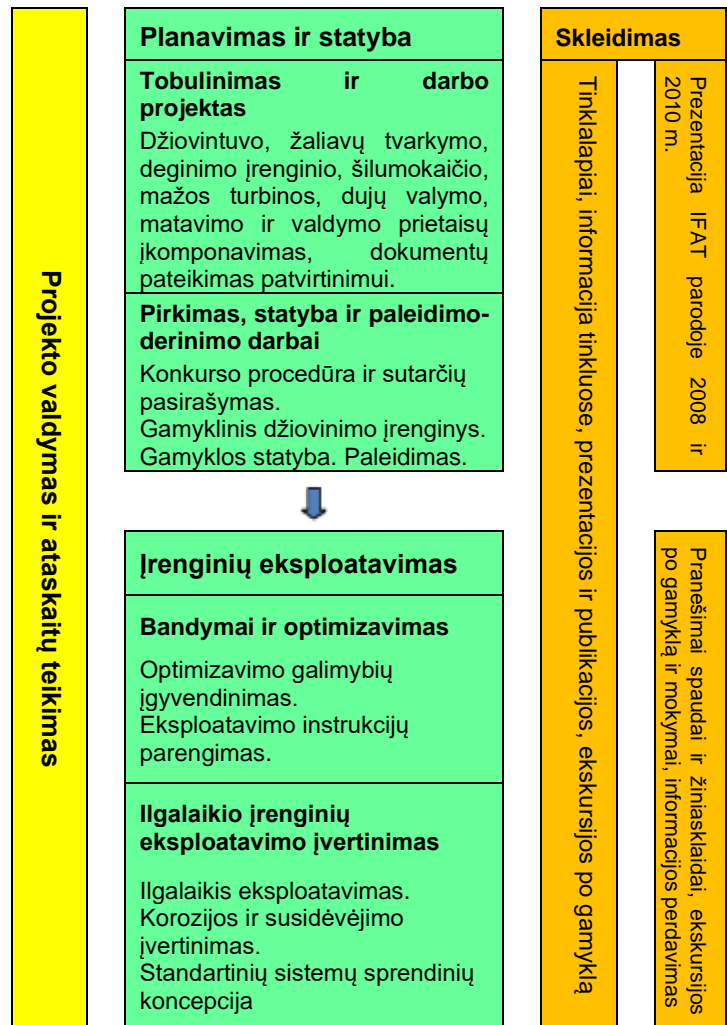 Projekto valdymas ir ataskaitų teikimas
Planavimas ir statyba
Tobulinimas ir darbo
projektas
Džiovintuvo, žaliavų tvarkymo,
deginimo įrenginio, šilumokaičio,
mažos turbinos, dujų valymo,
matavimo ir valdymo prietaisų
įkomponavimas, dokumentų
pateikimas patvirtinimui.
Pirkimas, statyba ir paleidimo-
derinimo darbai
Konkurso procedūra ir sutarčių
pasirašymas.
Gamyklinis džiovinimo įrenginys.
Gamyklos statyba. Paleidimas.
Įrenginių eksploatavimas
Bandymai ir optimizavimas
Optimizavimo galimybių
įgyvendinimas.
Eksploatavimo instrukcijų
parengimas.
Ilgalaikio įrenginių
eksploatavimo įvertinimas
Ilgalaikis eksploatavimas.
Korozijos ir susidėvėjimo
įvertinimas.
Standartinių sistemų sprendinių
koncepcija
Skleidimas
Tinklalapiai, informacija tinkluose, prezentacijos ir publikacijos, ekskursijos po gamyklą
Prezentacija IFAT parodoje 2008 ir
2010 m.
Pranešimai spaudai ir žiniasklaidai, ekskursijos
po gamyklą ir mokymai, informacijos perdavimas